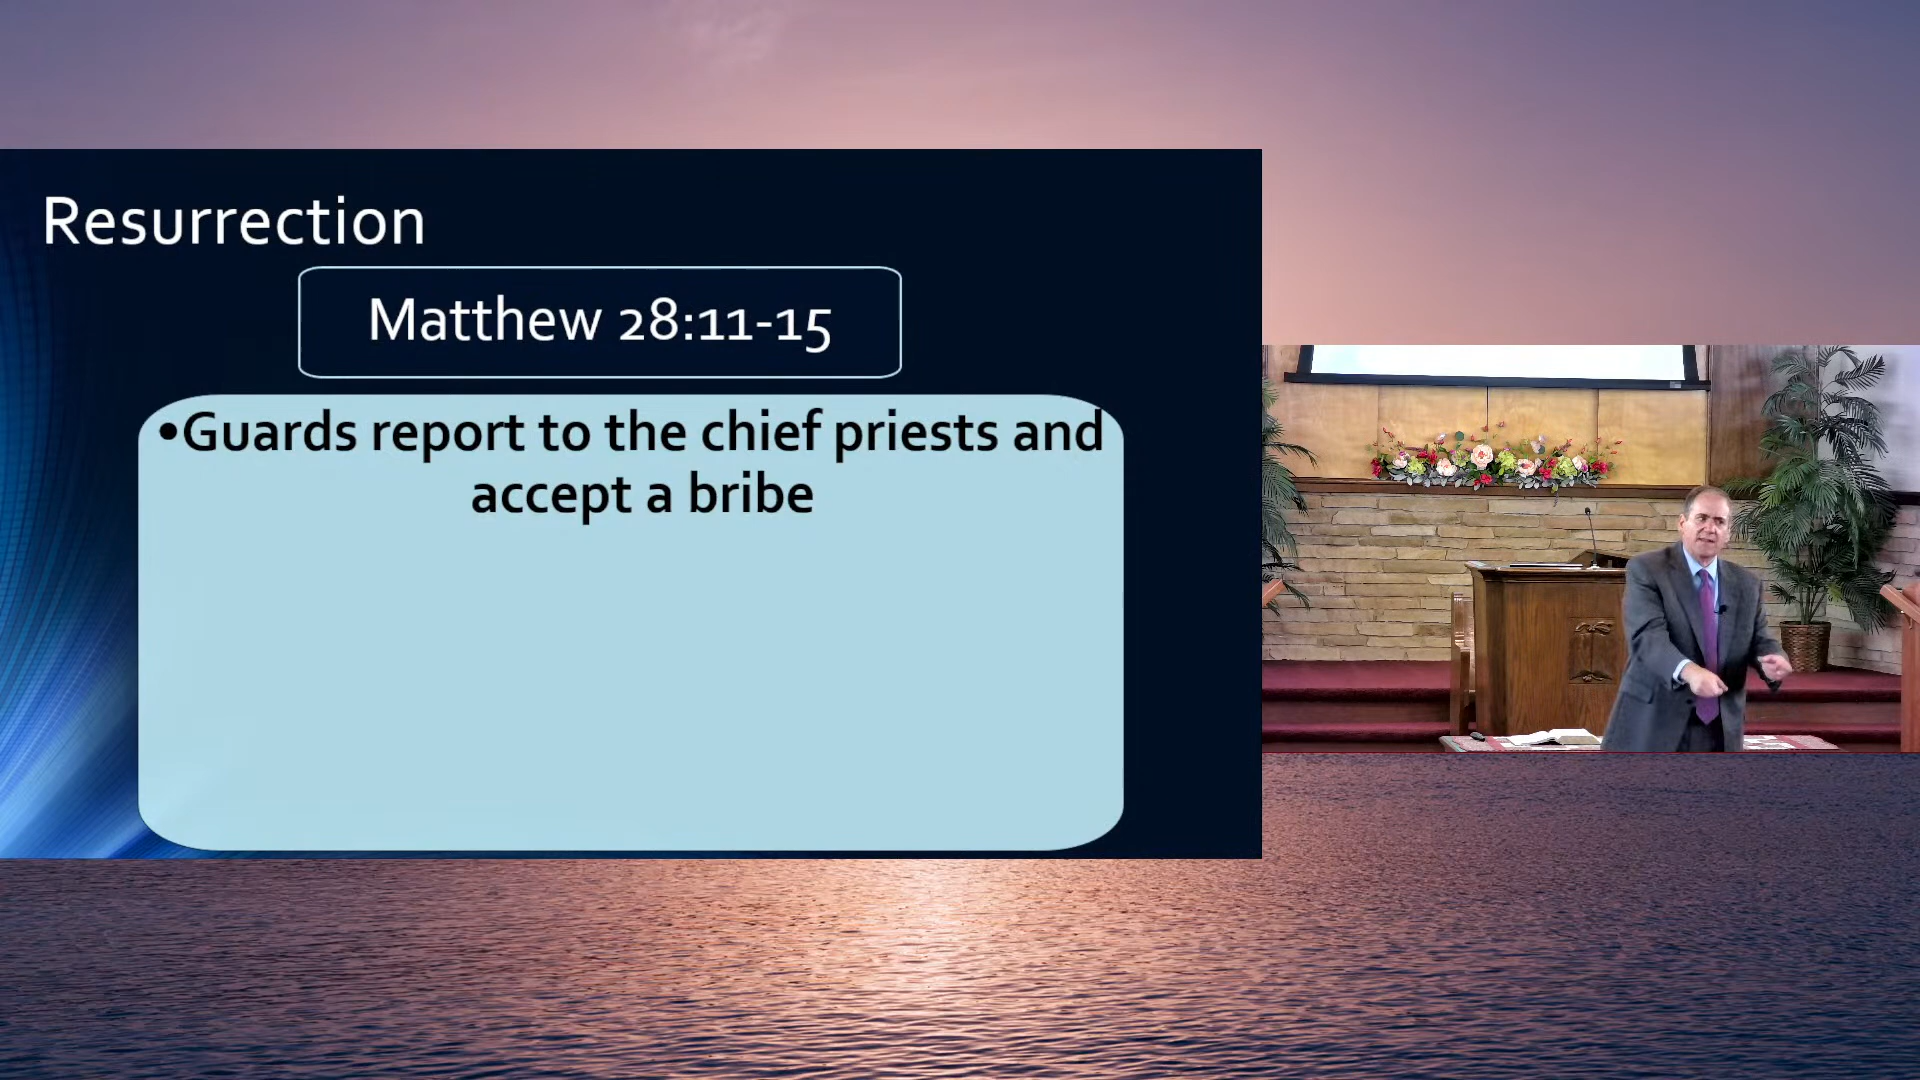 Resurrection
Matthew 28:11-15
•Guards report to the chief priests and
accept a bribe